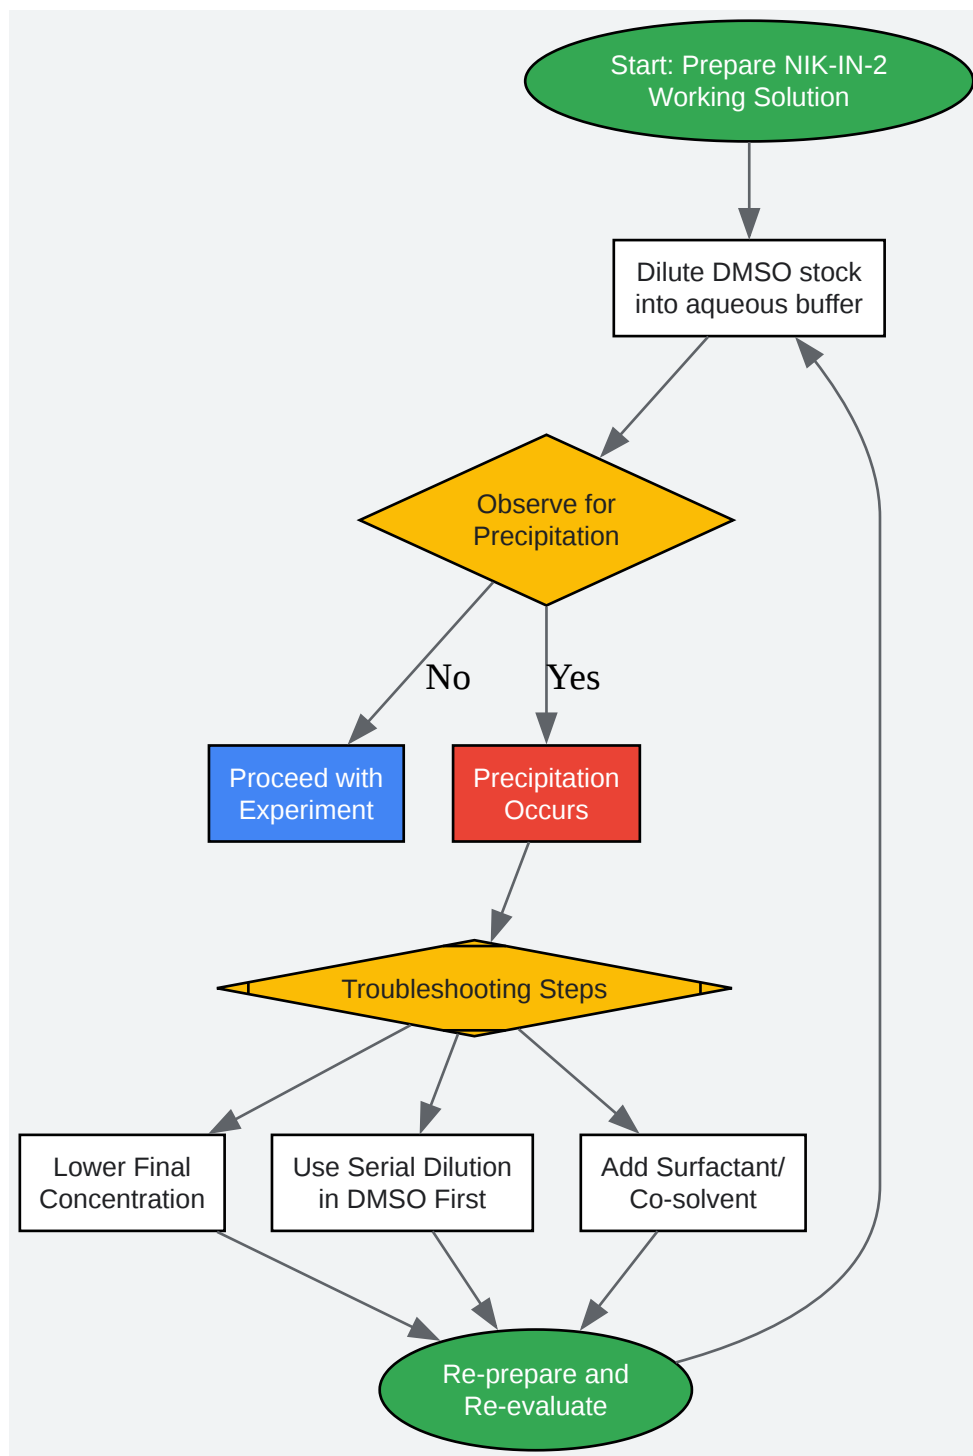 Start: Prepare NIK-IN-2
Working Solution
Dilute DMSO stock
into aqueous buffer
Observe for
Precipitation
No
Yes
Proceed with
Experiment
Precipitation
Occurs
Troubleshooting Steps
Lower Final
Concentration
Use Serial Dilution
in DMSO First
Add Surfactant/
Co-solvent
Re-prepare and
Re-evaluate